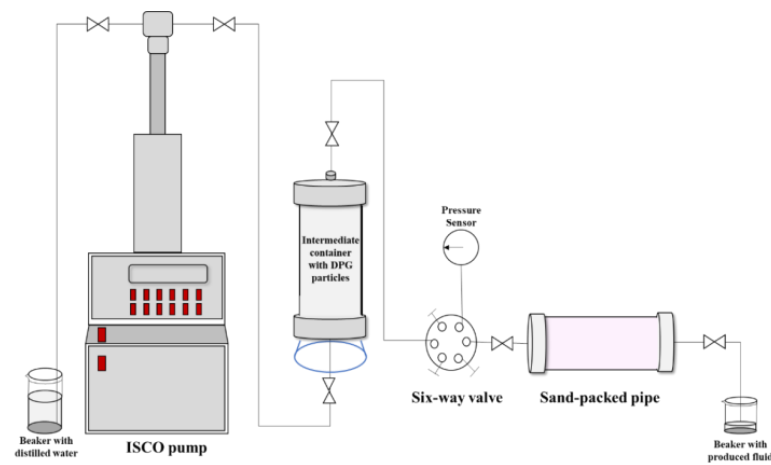 Pressure
Sensor
Intermediate
container
with DPG
particles
Six-way valve
Sand-packed pipe
Beaker with
distilled water
ISCO pump
Beaker with
produced fluid